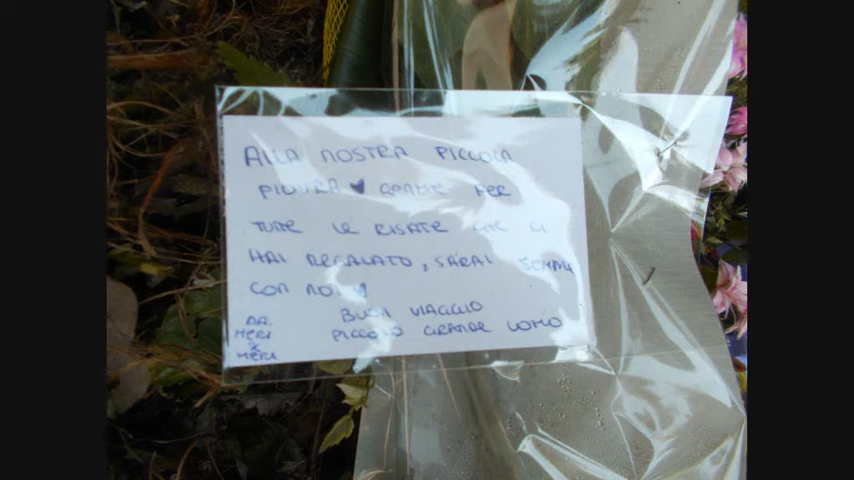 ALLA NOSTRA PICCOLA
PIOVRA ♥ GRAZIE PER
TUTTE LE RISATE CHE CI
HAI REGALATO, SARAI SEMPRE
CON NOI ♥
BUON VIAGGIO
PICCOLO GRANDE UOMO
DA.
MERI
&
MERI